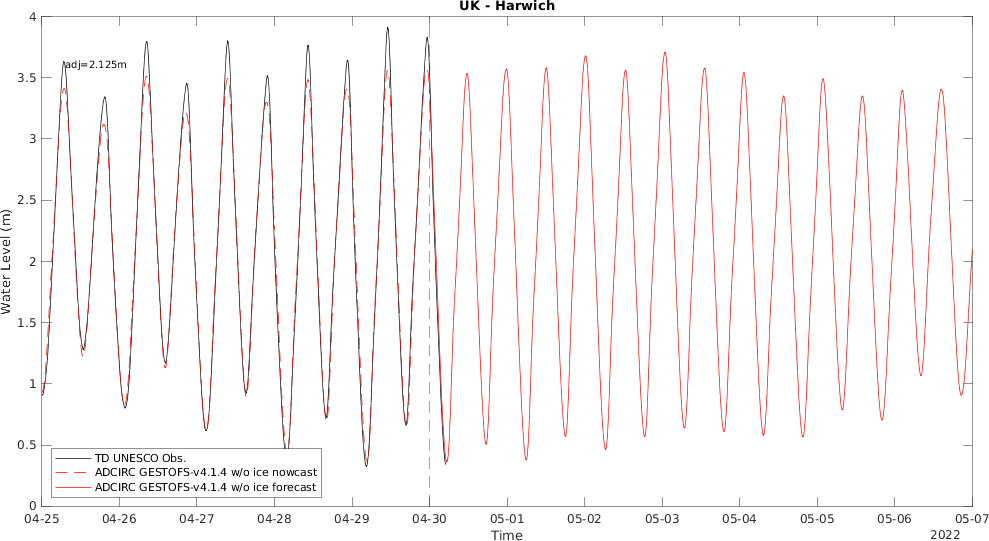 UK - Harwich
adj=2.125m
Water Level (m)
4
3.5
3
2.5
2
1.5
1
0.5
0
TD UNESCO Obs.
ADCIRC GESTOFS-v4.1.4 w/o ice nowcast
ADCIRC GESTOFS-v4.1.4 w/o ice forecast
04-25 04-26 04-27 04-28 04-29 04-30 05-01 05-02 05-03 05-04 05-05 05-06 05-07
Time
2022